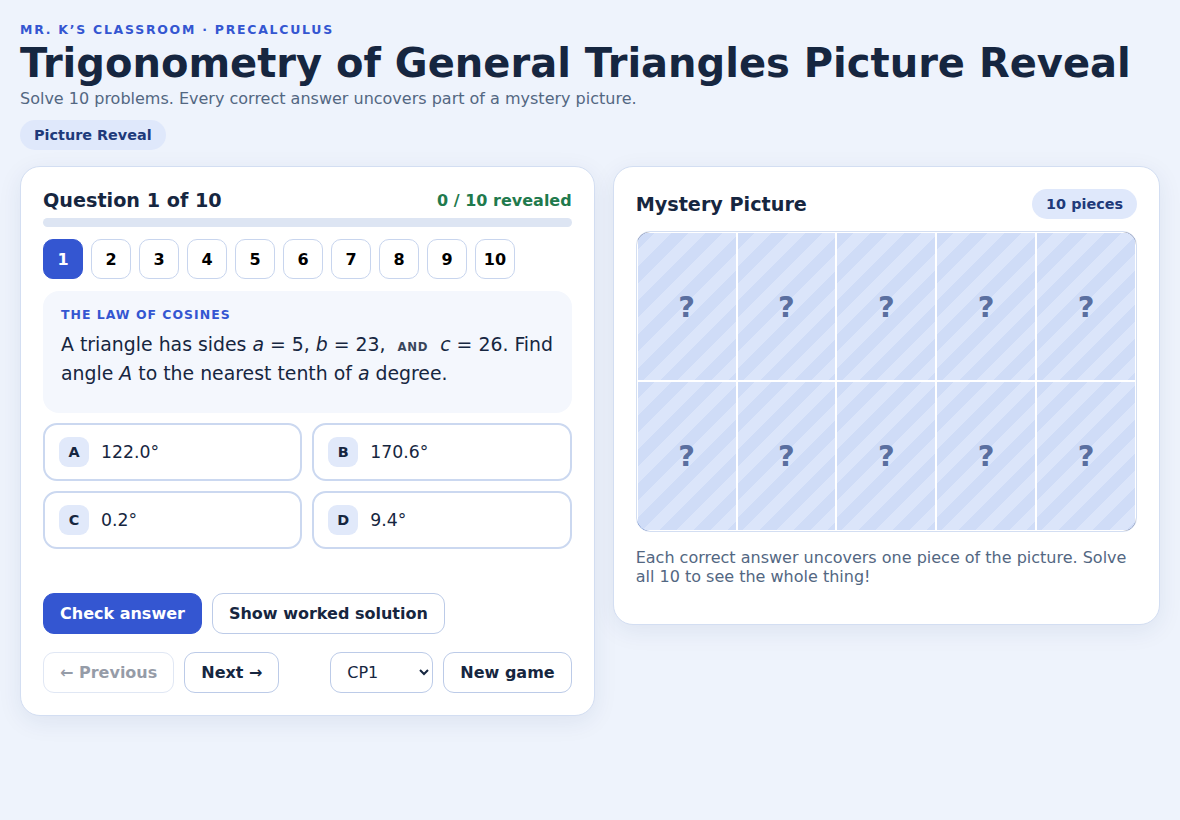 MR. K’S CLASSROOM · PRECALCULUS
Trigonometry of General Triangles Picture Reveal
Solve 10 problems. Every correct answer uncovers part of a mystery picture.
Picture Reveal
Question 1 of 10
0 / 10 revealed
1 2 3 4 5 6 7 8 9 10
THE LAW OF COSINES
A triangle has sides a = 5, b = 23, AND c = 26. Find
angle A to the nearest tenth of a degree.
A 122.0°
B 170.6°
C 0.2°
D 9.4°
Check answer
Show worked solution
← Previous
Next →
CP1
New game
Mystery Picture
10 pieces
? ? ? ? ?
? ? ? ? ?
Each correct answer uncovers one piece of the picture. Solve
all 10 to see the whole thing!